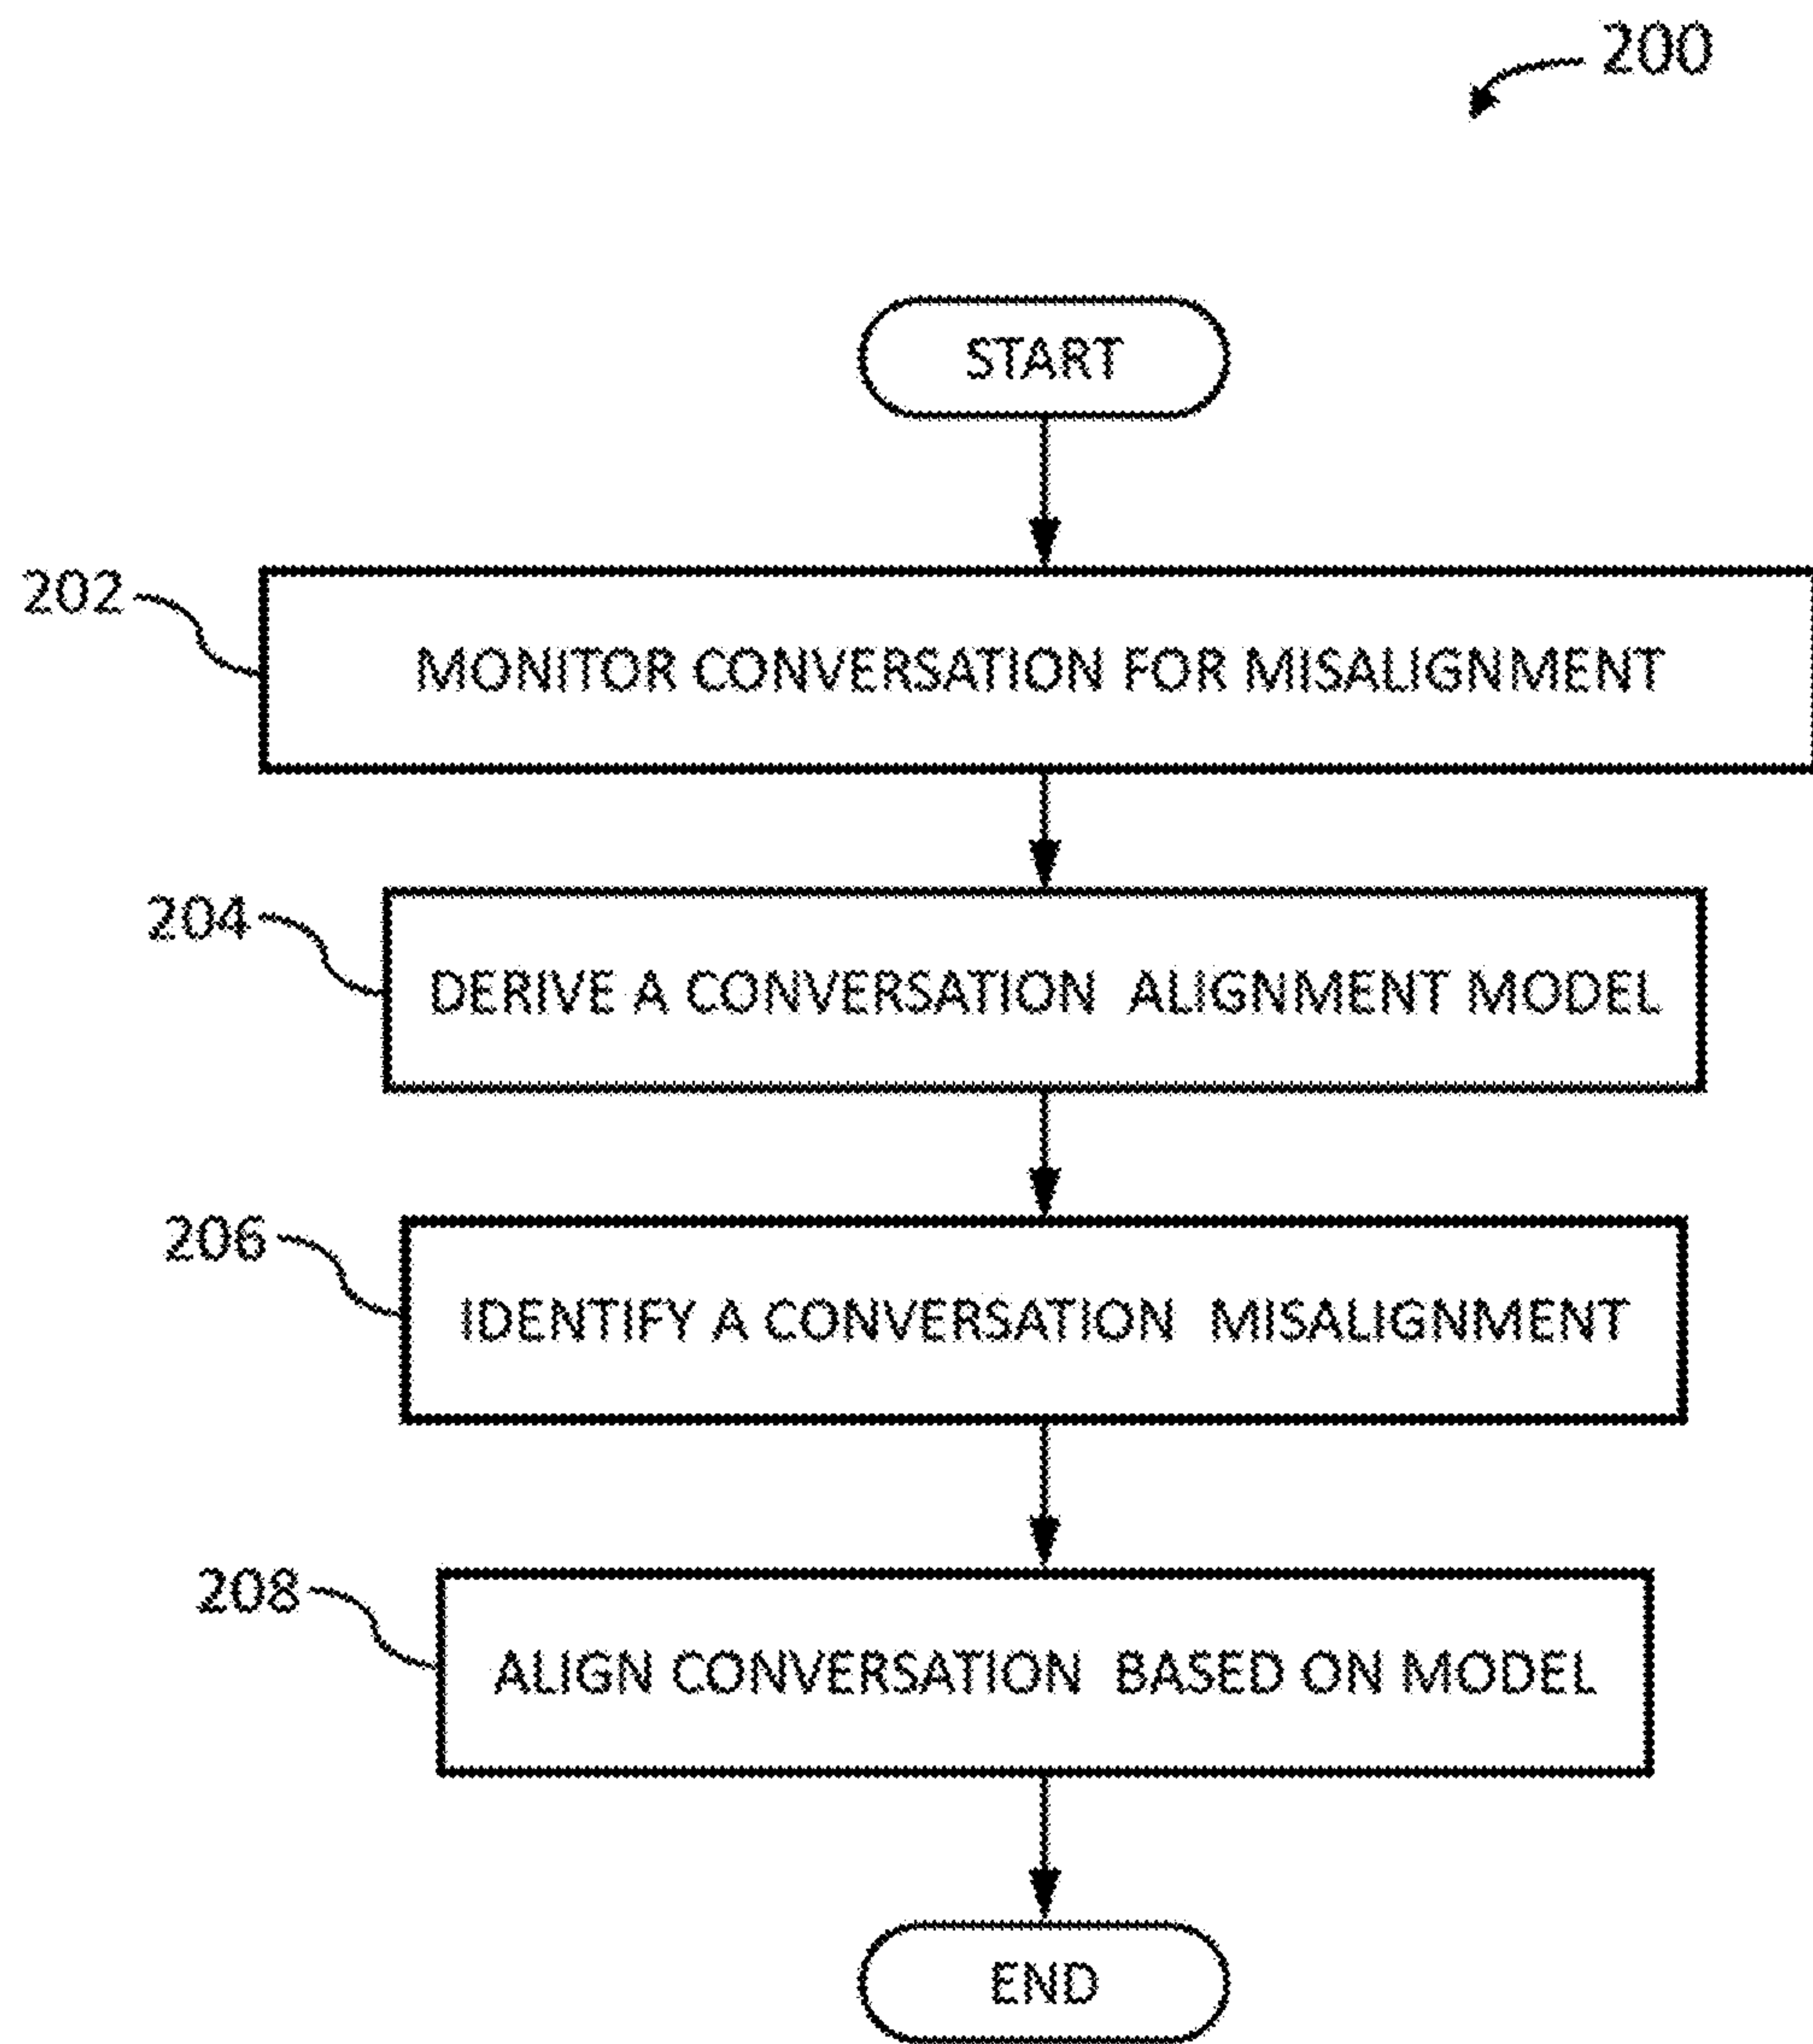 200
START
202
MONITOR CONVERSATION FOR MISALIGNMENT
204
DERIVE A CONVERSATION ALIGNMENT MODEL
206
IDENTIFY A CONVERSATION MISALIGNMENT
208
ALIGN CONVERSATION BASED ON MODEL
END